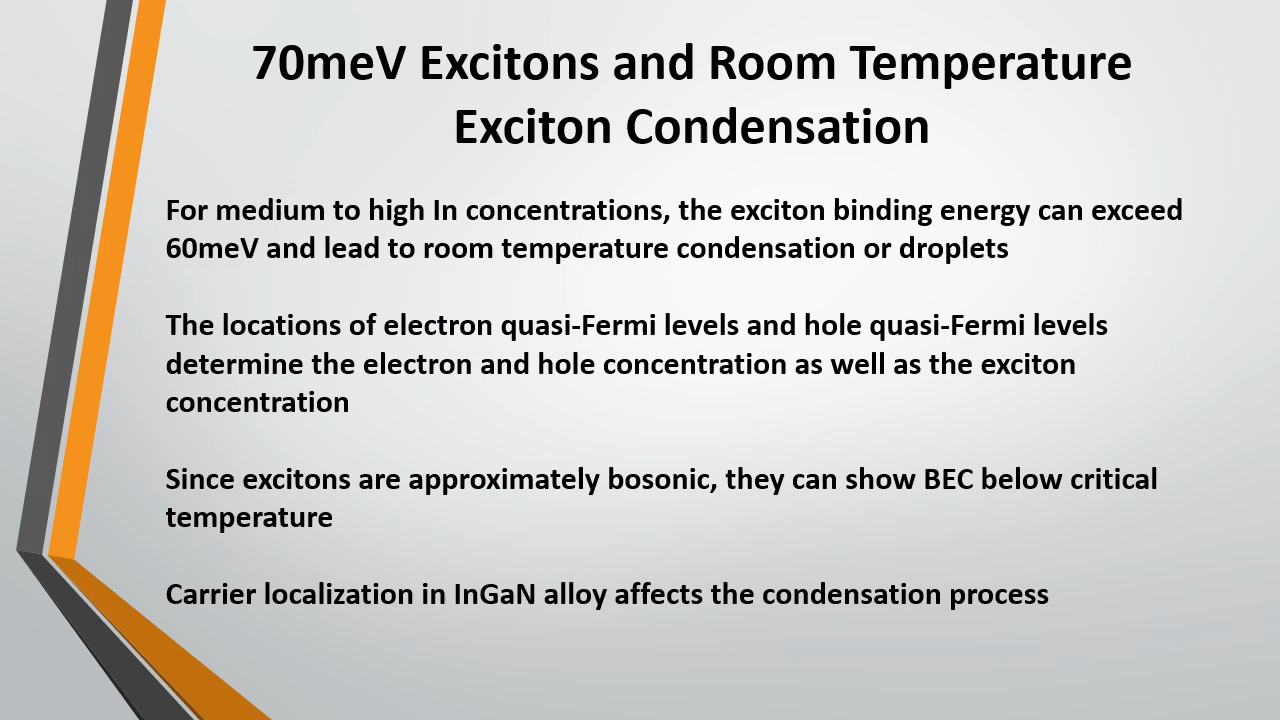 70meV Excitons and Room Temperature
Exciton Condensation
For medium to high In concentrations, the exciton binding energy can exceed
60meV and lead to room temperature condensation or droplets
The locations of electron quasi-Fermi levels and hole quasi-Fermi levels
determine the electron and hole concentration as well as the exciton
concentration
Since excitons are approximately bosonic, they can show BEC below critical
temperature
Carrier localization in InGaN alloy affects the condensation process